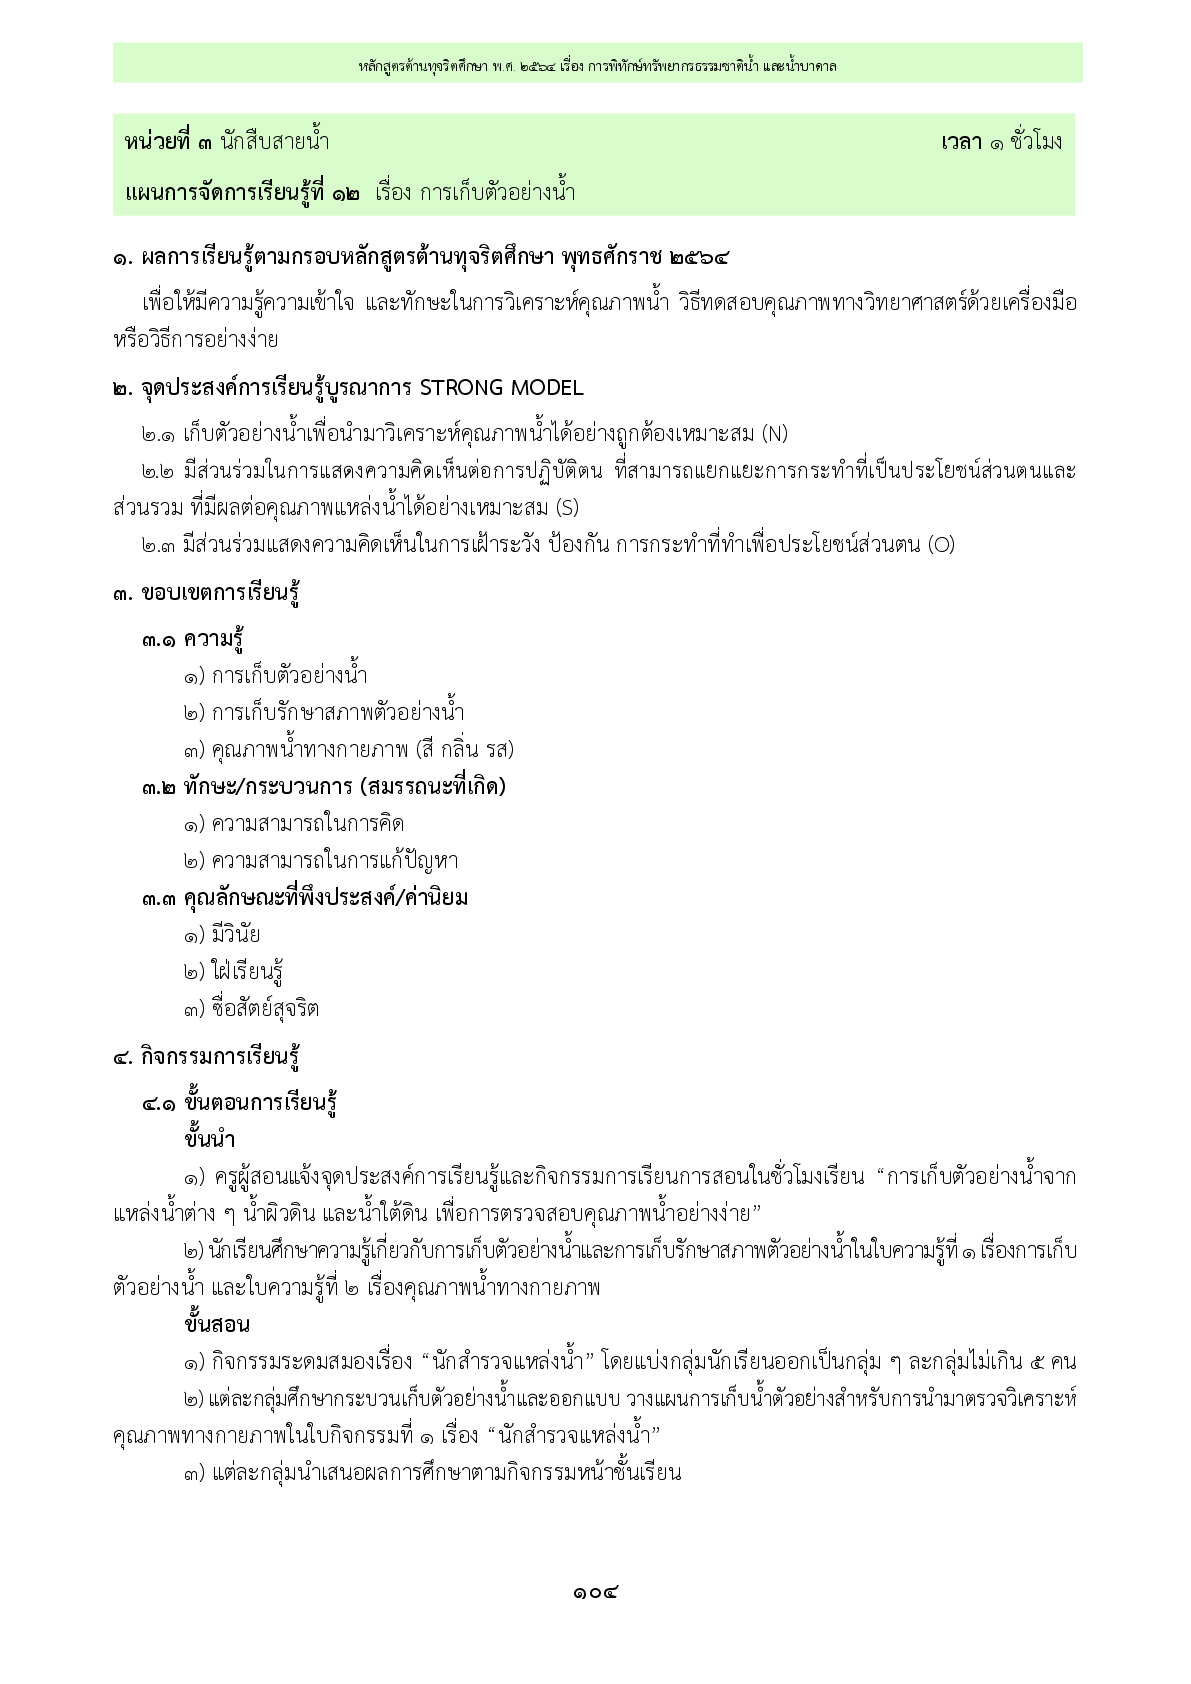 หลักสูตรต้านทุจริตศึกษา พ.ศ. ๒๕๖๔ เรื่อง การพิทักษ์ทรัพยากรธรรมชาติน้ำ และน้ำบาดาล
หน่วยที่ ๓ นักสืบสายน้ำ เวลา ๑ ชั่วโมง
แผนการจัดการเรียนรู้ที่ ๑๒ เรื่อง การเก็บตัวอย่างน้ำ
๑. ผลการเรียนรู้ตามกรอบหลักสูตรต้านทุจริตศึกษา พุทธศักราช ๒๕๖๔
เพื่อให้มีความรู้ความเข้าใจ และทักษะในการวิเคราะห์คุณภาพน้ำ วิธีทดสอบคุณภาพทางวิทยาศาสตร์ด้วยเครื่องมือ
หรือวิธีการอย่างง่าย
๒. จุดประสงค์การเรียนรู้บูรณาการ STRONG MODEL
๒.๑ เก็บตัวอย่างน้ำเพื่อนำมาวิเคราะห์คุณภาพน้ำได้อย่างถูกต้องเหมาะสม (N)
๒.๒ มีส่วนร่วมในการแสดงความคิดเห็นต่อการปฏิบัติตน ที่สามารถแยกแยะการกระทำที่เป็นประโยชน์ส่วนตนและ
ส่วนรวม ที่มีผลต่อคุณภาพแหล่งน้ำได้อย่างเหมาะสม (S)
๒.๓ มีส่วนร่วมแสดงความคิดเห็นในการเฝ้าระวัง ป้องกัน การกระทำที่ทำเพื่อประโยชน์ส่วนตน (O)
๓. ขอบเขตการเรียนรู้
๓.๑ ความรู้
๑) การเก็บตัวอย่างน้ำ
๒) การเก็บรักษาสภาพตัวอย่างน้ำ
๓) คุณภาพน้ำทางกายภาพ (สี กลิ่น รส)
๓.๒ ทักษะ/กระบวนการ (สมรรถนะที่เกิด)
๑) ความสามารถในการคิด
๒) ความสามารถในการแก้ปัญหา
๓.๓ คุณลักษณะที่พึงประสงค์/ค่านิยม
๑) มีวินัย
๒) ใฝ่เรียนรู้
๓) ซื่อสัตย์สุจริต
๔. กิจกรรมการเรียนรู้
๔.๑ ขั้นตอนการเรียนรู้
ขั้นนำ
๑) ครูผู้สอนแจ้งจุดประสงค์การเรียนรู้และกิจกรรมการเรียนการสอนในชั่วโมงเรียน “การเก็บตัวอย่างน้ำจาก
แหล่งน้ำต่าง ๆ น้ำผิวดิน และน้ำใต้ดิน เพื่อการตรวจสอบคุณภาพน้ำอย่างง่าย”
๒) นักเรียนศึกษาความรู้เกี่ยวกับการเก็บตัวอย่างน้ำและการเก็บรักษาสภาพตัวอย่างน้ำในใบความรู้ที่ ๑ เรื่องการเก็บ
ตัวอย่างน้ำ และใบความรู้ที่ ๒ เรื่องคุณภาพน้ำทางกายภาพ
ขั้นสอน
๑) กิจกรรมระดมสมองเรื่อง “นักสำรวจแหล่งน้ำ” โดยแบ่งกลุ่มนักเรียนออกเป็นกลุ่ม ๆ ละกลุ่มไม่เกิน ๕ คน
๒) แต่ละกลุ่มศึกษากระบวนเก็บตัวอย่างน้ำและออกแบบ วางแผนการเก็บน้ำตัวอย่างสำหรับการนำมาตรวจวิเคราะห์
คุณภาพทางกายภาพในใบกิจกรรมที่ ๑ เรื่อง “นักสำรวจแหล่งน้ำ”
๓) แต่ละกลุ่มนำเสนอผลการศึกษาตามกิจกรรมหน้าชั้นเรียน
๑๐๔